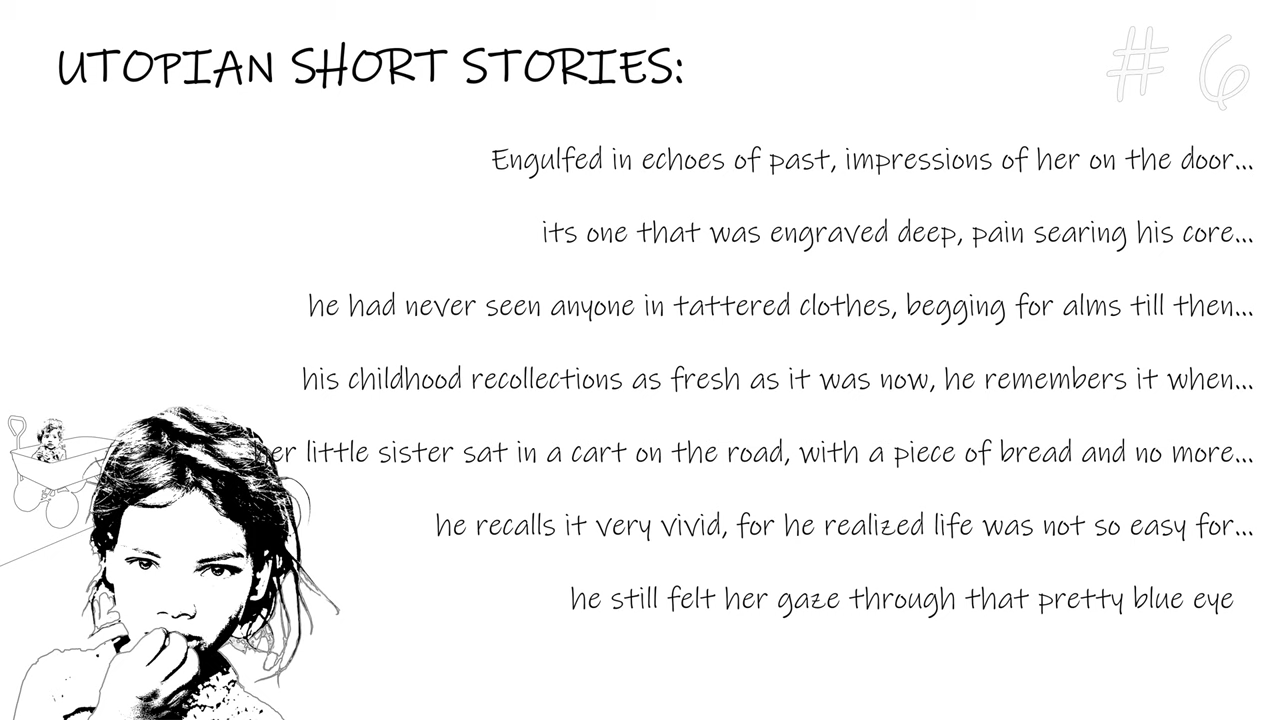 UTOPIAN SHORT STORIES:
# 6
Engulfed in echoes of past, impressions of her on the door...
its one that was engraved deep, pain searing his core...
he had never seen anyone in tattered clothes, begging for alms till then...
his childhood recollections as fresh as it was now, he remembers it when...
her little sister sat in a cart on the road, with a piece of bread and no more...
he recalls it very vivid, for he realized life was not so easy for...
he still felt her gaze through that pretty blue eye